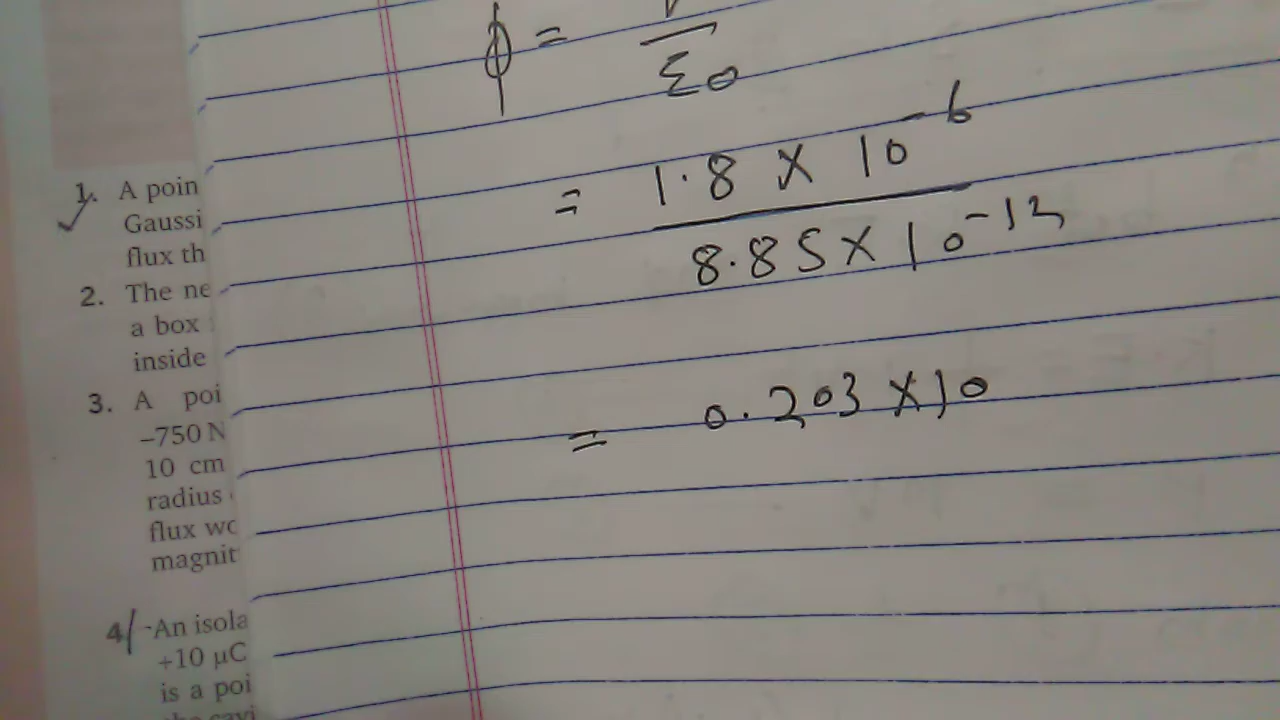 1. A poin
Gaussi
flux th
2. The ne
a box
inside
3. A poi
–750 N
10 cm
radius
flux wo
magnit
4 An isola
+10 μC
is a poi
ϕ =
ε0
= 1.8 × 10^-6
8.85 × 10^-12
= 0.203 × 10